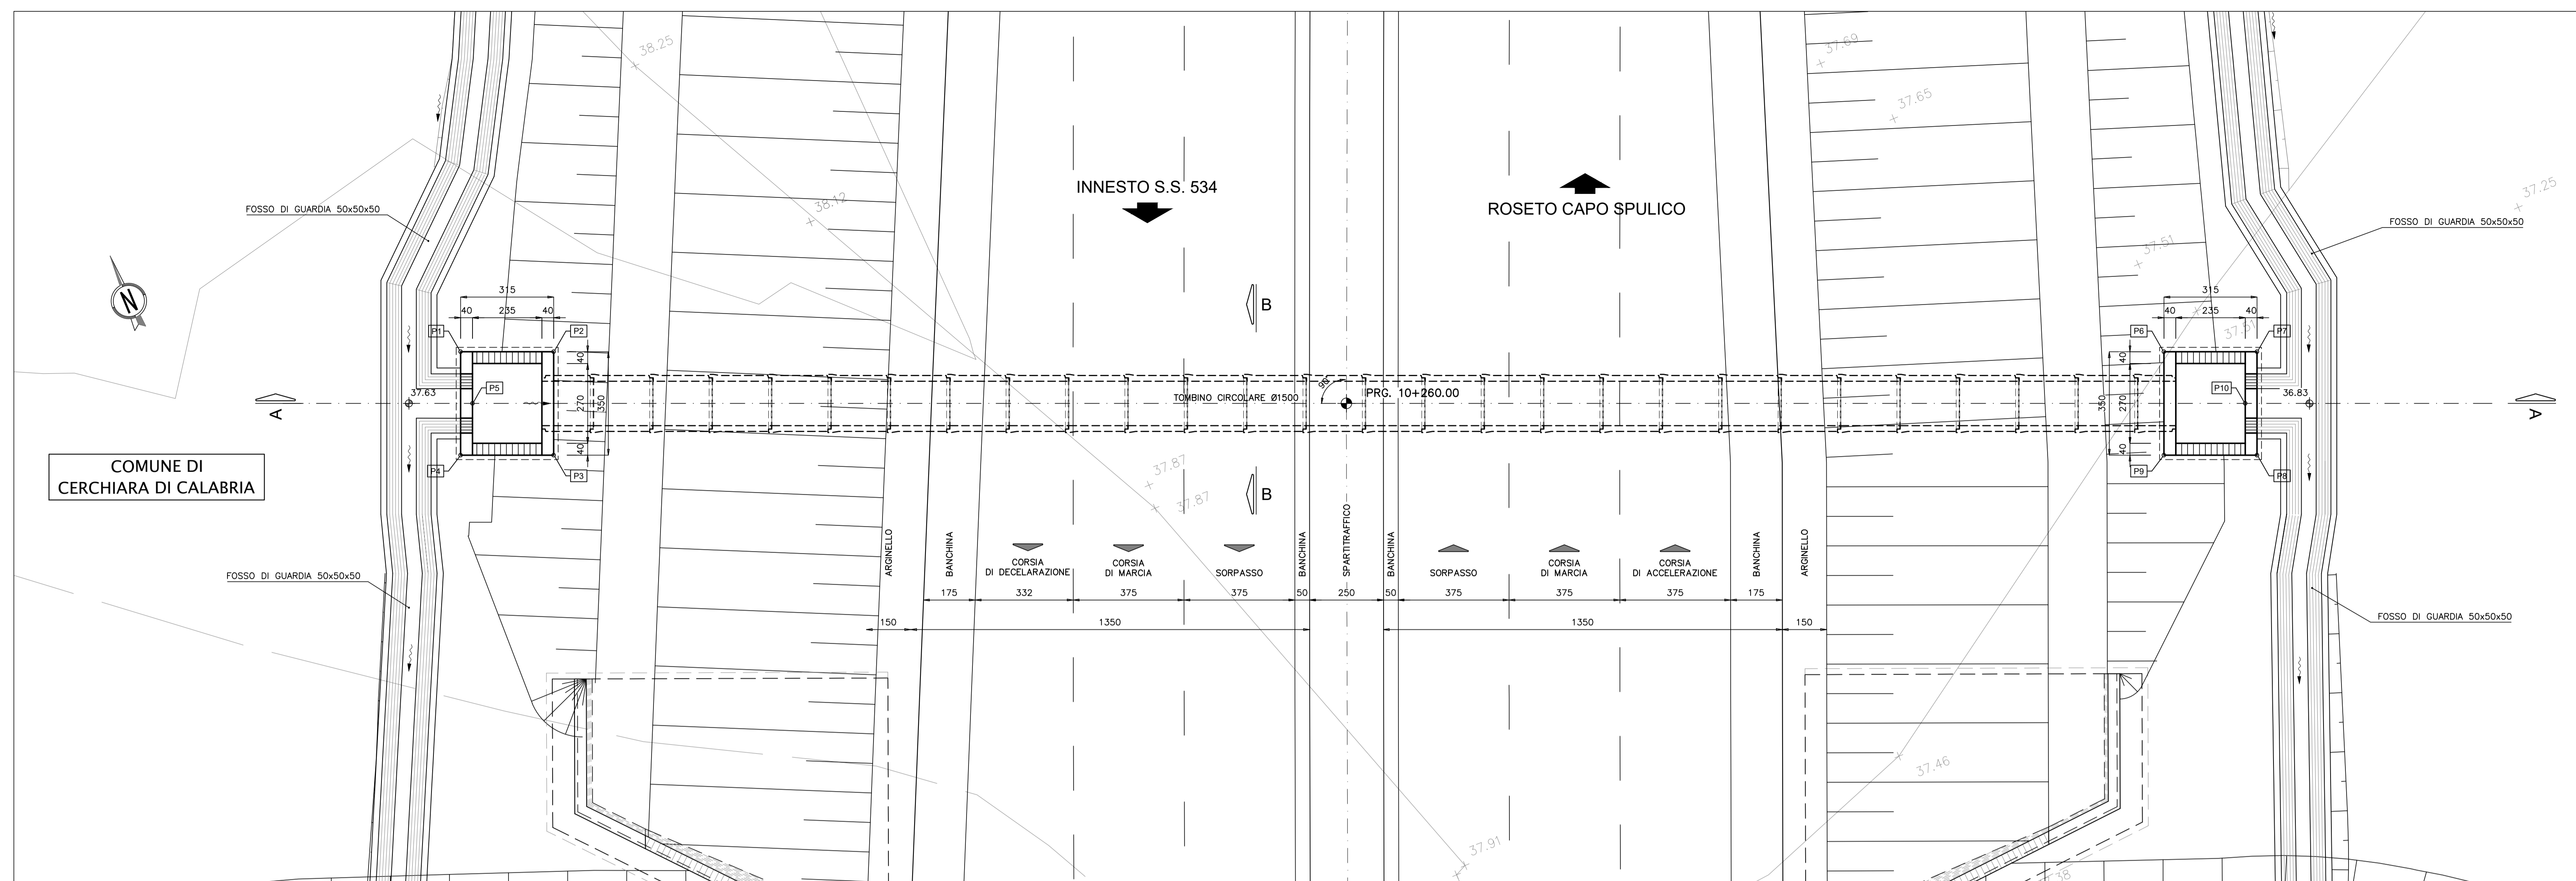 38.25
37.69
37.65
38.12
37.25
INNESTO S.S. 534
ROSETO CAPO SPULICO
FOSSO DI GUARDIA 50x50x50
FOSSO DI GUARDIA 50x50x50
37.51
N
315
40 235 40
P1
P2
40
270
350
40
P5
37.63
P4
P3
A
B
TOMBINO CIRCOLARE Ø1500
90°
PRG. 10+260.00
B
315
40 235 40
37.51
P6
P7
40
270
350
40
P10
36.83
P9
P8
A
COMUNE DI
CERCHIARA DI CALABRIA
37.87
37.87
ARGINELLO
BANCHINA
CORSIA
DI DECELARAZIONE
CORSIA
DI MARCIA
SORPASSO
BANCHINA
SPARTITRAFFICO
BANCHINA
SORPASSO
CORSIA
DI MARCIA
CORSIA
DI ACCELERAZIONE
BANCHINA
ARGINELLO
FOSSO DI GUARDIA 50x50x50
175 332 375 375 50 250 50 375 375 375 175
FOSSO DI GUARDIA 50x50x50
150 1350 1350 150
37.46
37.91